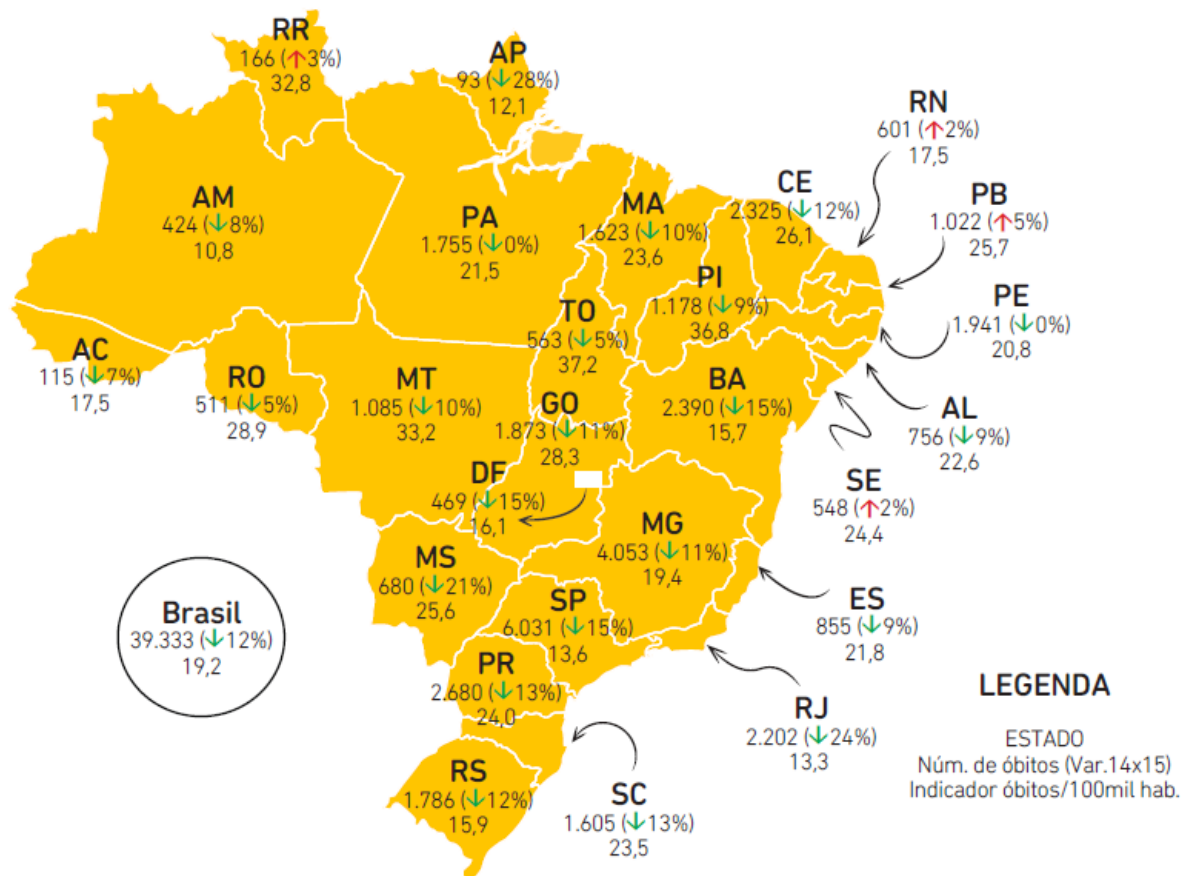 RR
166 (↑3%)
32,8
AP
93 (↓28%)
12,1
RN
601 (↑2%)
17,5
AM
424 (↓8%)
10,8
PA
1.755 (↓0%)
21,5
MA
1.623 (↓10%)
23,6
CE
2.325 (↓12%)
26,1
PB
1.022 (↑5%)
25,7
PI
1.178 (↓9%)
36,8
TO
563 (↓5%)
37,2
PE
1.941 (↓0%)
20,8
AC
115 (↓7%)
17,5
RO
511 (↓5%)
28,9
MT
1.085 (↓10%)
33,2
GO
1.873 (↓11%)
28,3
BA
2.390 (↓15%)
15,7
AL
756 (↓9%)
22,6
DF
469 (↓15%)
16,1
SE
548 (↑2%)
24,4
MG
4.053 (↓11%)
19,4
MS
680 (↓21%)
25,6
SP
6.031 (↓15%)
13,6
ES
855 (↓9%)
21,8
Brasil
39.333 (↓12%)
19,2
PR
2.680 (↓13%)
24,0
RJ
2.202 (↓24%)
13,3
RS
1.786 (↓12%)
15,9
SC
1.605 (↓13%)
23,5
LEGENDA
ESTADO
Núm. de óbitos (Var.14x15)
Indicador óbitos/100mil hab.